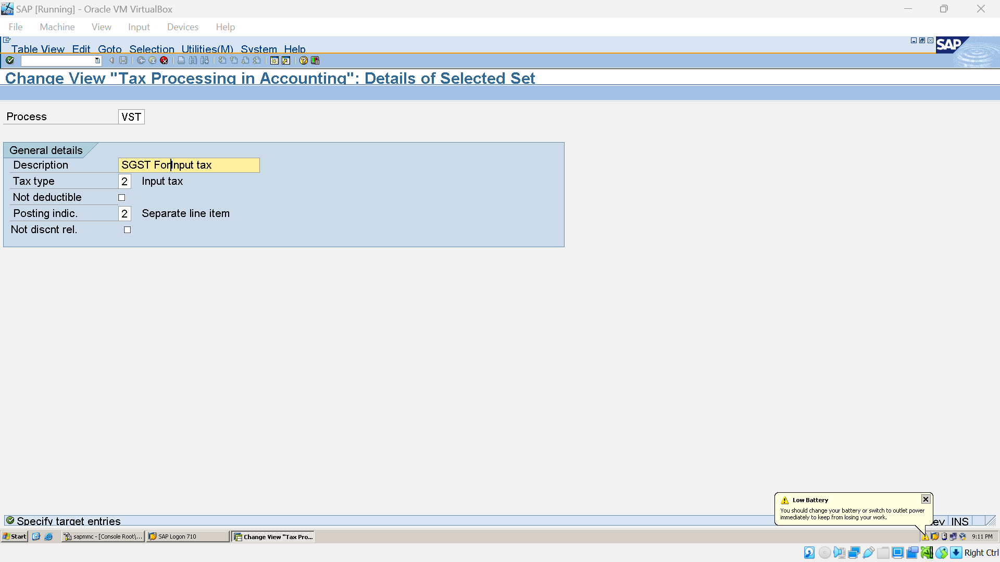 SAP [Running] - Oracle VM VirtualBox
File Machine View Input Devices Help
Table View Edit Goto Selection Utilities(M) System Help
SAP
Change View "Tax Processing in Accounting": Details of Selected Set
Process VST
General details
Description SGST ForInput tax
Tax type 2 Input tax
Not deductible
Posting indic. 2 Separate line item
Not discnt rel.
Low Battery
You should change your battery or switch to outlet power
immediately to keep from losing your work.
Specify target entries
INS
Start sapmmc - [Console Root\... SAP Logon 710 Change View "Tax Pro... 9:11 PM
Right Ctrl